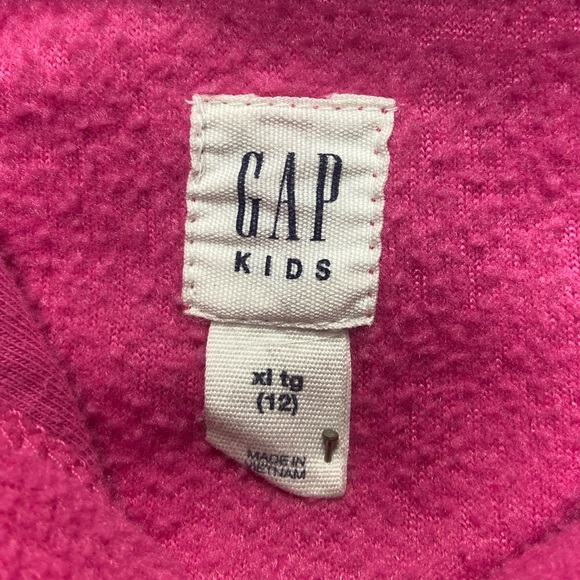 GAP
KIDS
xl tg
(12)
MADE IN
VIETNAM